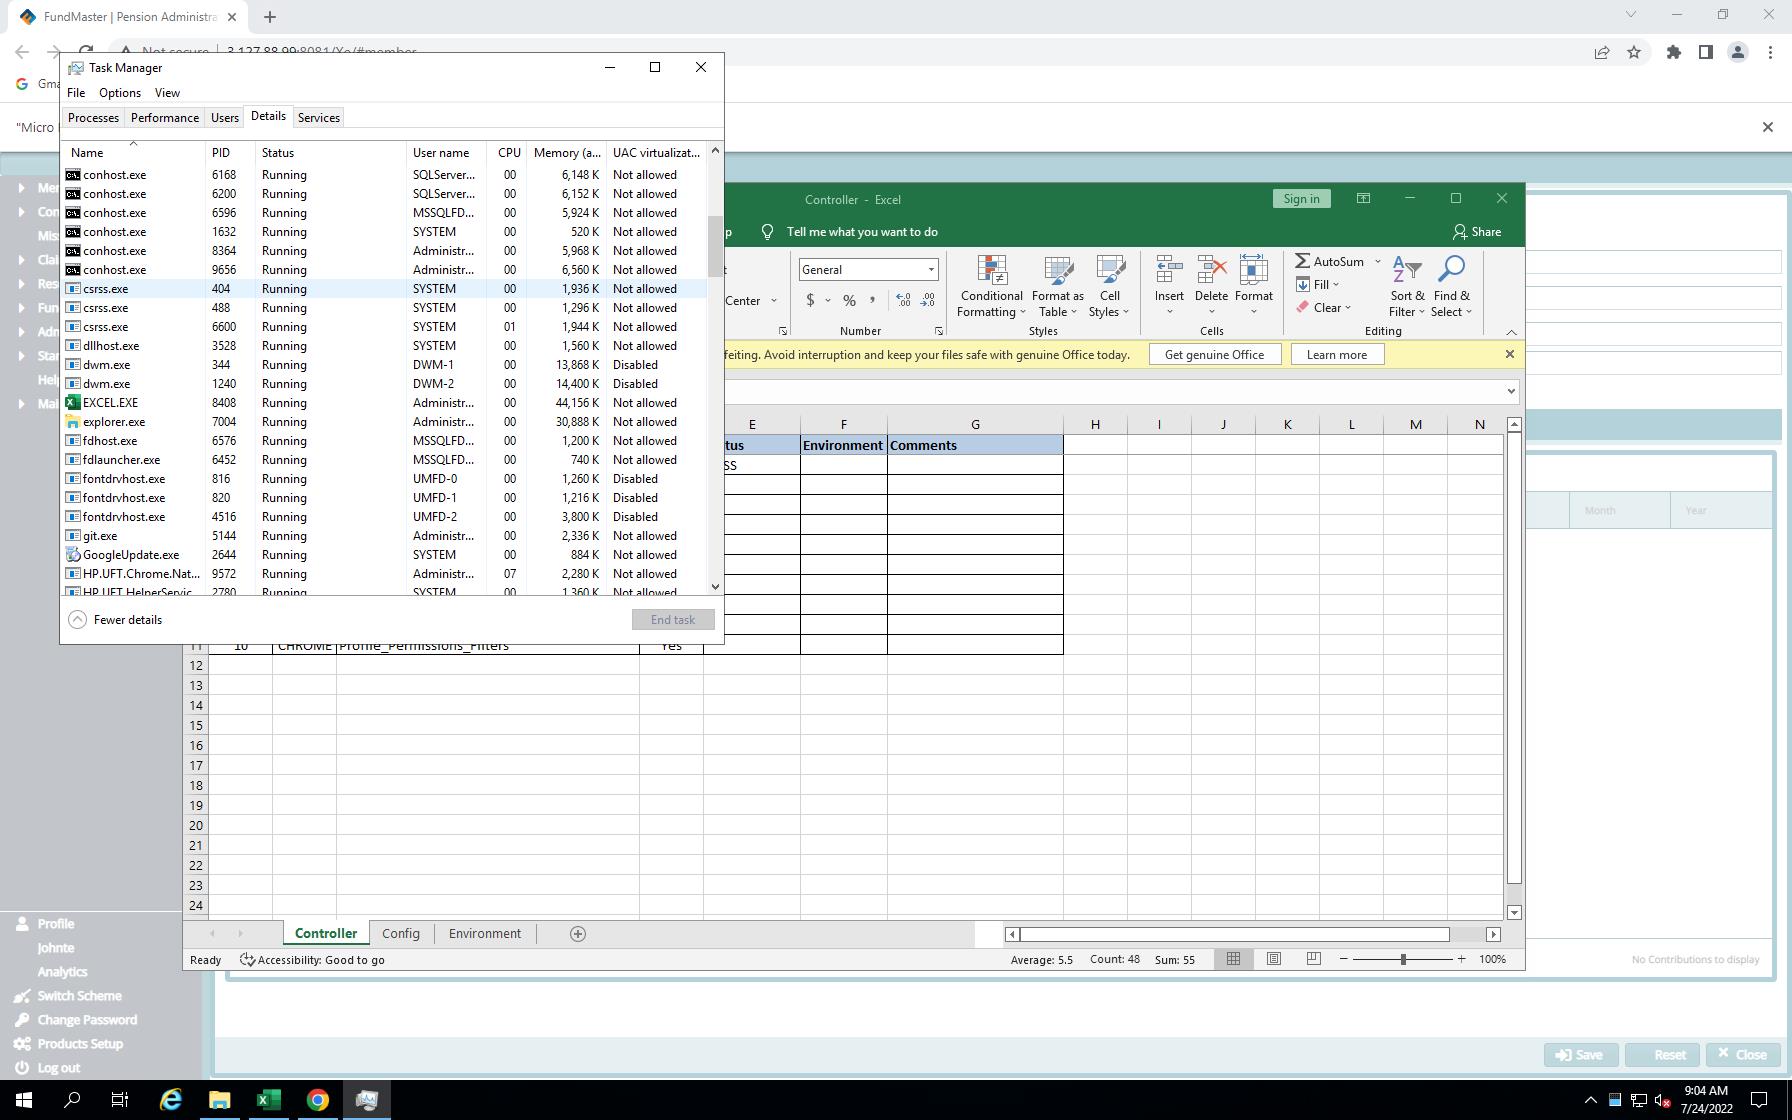 FundMaster | Pension Administra
Not secure
3.127.88.99:8081/Xe/#member
Gma
"Micro
Task Manager
File Options View
Processes Performance Users Details Services
Name PID Status User name CPU Memory (a... UAC virtualizat...
conhost.exe 6168 Running SQLServer... 00 6,148 K Not allowed
conhost.exe 6200 Running SQLServer... 00 6,152 K Not allowed
conhost.exe 6596 Running MSSQLFD... 00 5,924 K Not allowed
conhost.exe 1632 Running SYSTEM 00 520 K Not allowed
conhost.exe 8364 Running Administr... 00 5,968 K Not allowed
conhost.exe 9656 Running Administr... 00 6,560 K Not allowed
csrss.exe 404 Running SYSTEM 00 1,936 K Not allowed
csrss.exe 488 Running SYSTEM 00 1,296 K Not allowed
csrss.exe 6600 Running SYSTEM 01 1,944 K Not allowed
dllhost.exe 3528 Running SYSTEM 00 1,560 K Not allowed
dwm.exe 344 Running DWM-1 00 13,868 K Disabled
dwm.exe 1240 Running DWM-2 00 14,400 K Disabled
EXCEL.EXE 8408 Running Administr... 00 44,156 K Not allowed
explorer.exe 7004 Running Administr... 00 30,888 K Not allowed
fdhost.exe 6576 Running MSSQLFD... 00 1,200 K Not allowed
fdlauncher.exe 6452 Running MSSQLFD... 00 740 K Not allowed
fontdrvhost.exe 816 Running UMFD-0 00 1,260 K Disabled
fontdrvhost.exe 820 Running UMFD-1 00 1,216 K Disabled
fontdrvhost.exe 4516 Running UMFD-2 00 3,800 K Disabled
git.exe 5144 Running Administr... 00 2,336 K Not allowed
GoogleUpdate.exe 2644 Running SYSTEM 00 884 K Not allowed
HP.UFT.Chrome.Nat... 9572 Running Administr... 07 2,280 K Not allowed
HP.UFT.HelperServic 2780 Running SYSTEM 00 1,360 K Not allowed
Fewer details End task
Controller - Excel Sign in
p Tell me what you want to do Share
t
Center
General
$ % ,
Number
Conditional Formatting
Format as Table
Cell Styles
Styles
Insert Delete Format
Cells
AutoSum
Fill
Clear
Sort & Filter
Find & Select
Editing
feiting. Avoid interruption and keep your files safe with genuine Office today. Get genuine Office Learn more
E F G H I J K L M N
tus Environment Comments
SS
11 10 CHROME Profile_Permissions_Filters Yes
12
13
14
15
16
17
18
19
20
21
22
23
24
Controller Config Environment
Ready Accessibility: Good to go Average: 5.5 Count: 48 Sum: 55 100%
Mer
Con
Mis
Clai
Res
Fun
Adm
Star
Help
Mai
Profile
Johnte
Analytics
Switch Scheme
Change Password
Products Setup
Log out
Month Year
No Contributions to display
Save Reset Close
9:04 AM
7/24/2022